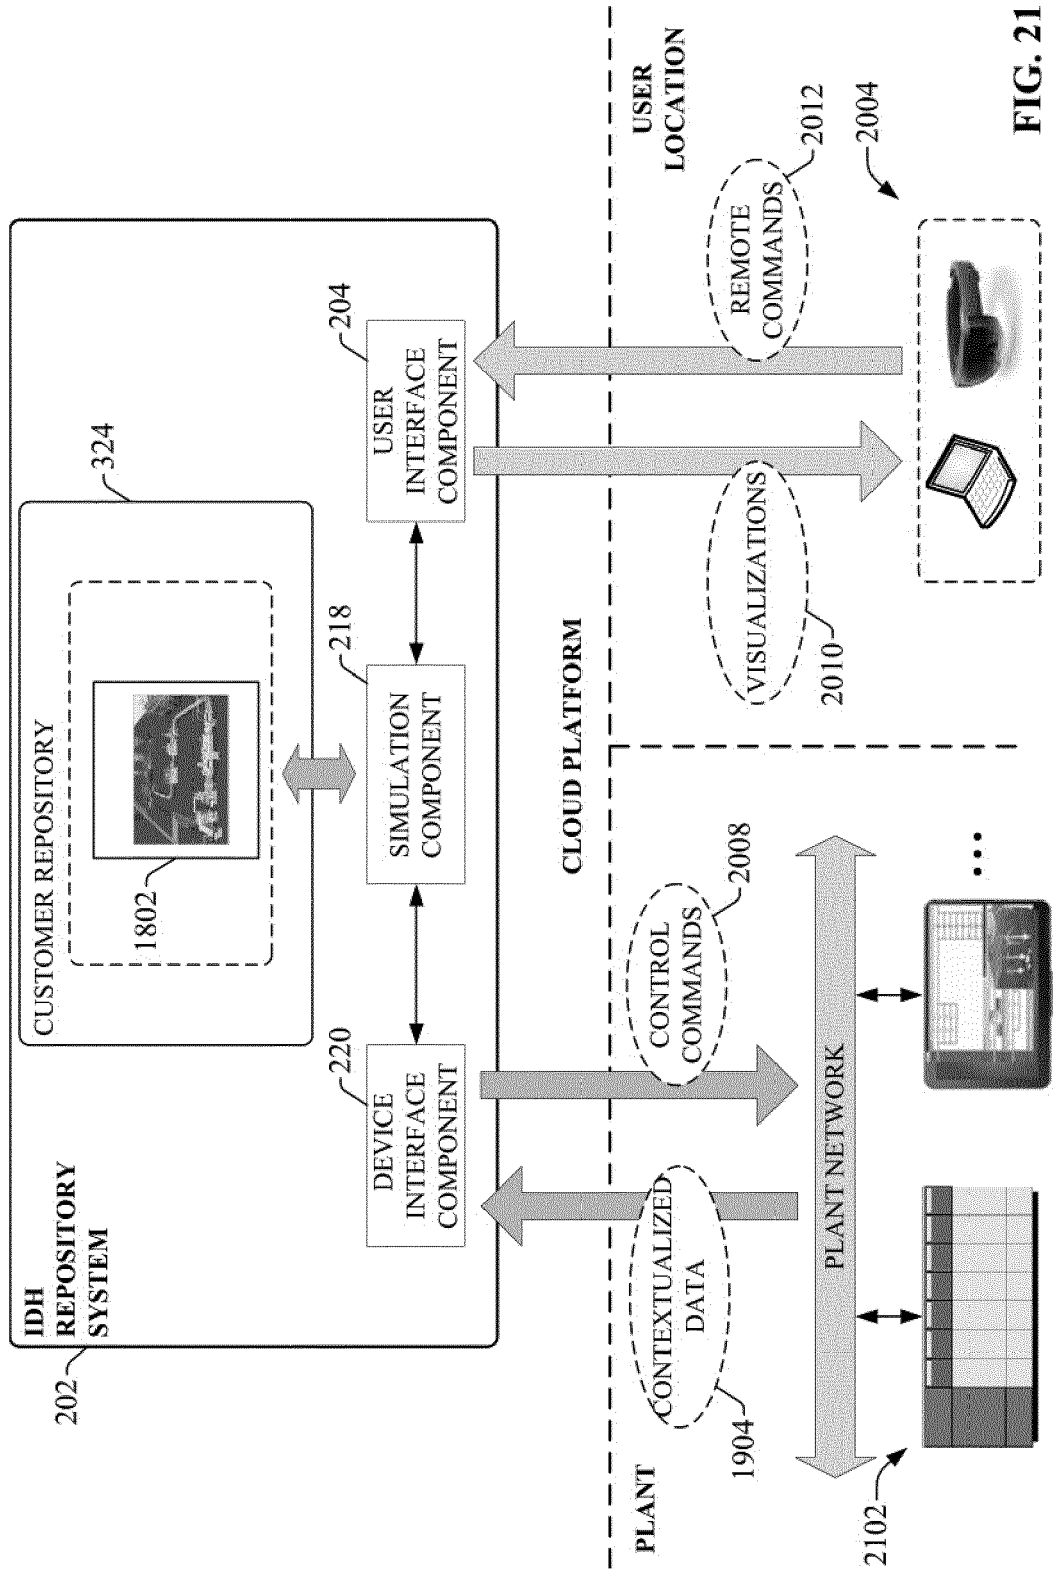 IDH
REPOSITORY
SYSTEM
202
CUSTOMER REPOSITORY
324
1802
DEVICE
INTERFACE
COMPONENT
220
SIMULATION
COMPONENT
218
USER
INTERFACE
COMPONENT
204
CLOUD PLATFORM
PLANT
USER
LOCATION
CONTEXTUALIZED
DATA
1904
CONTROL
COMMANDS
2008
VISUALIZATIONS
2010
REMOTE
COMMANDS
2012
PLANT NETWORK
2102
2004
FIG. 21